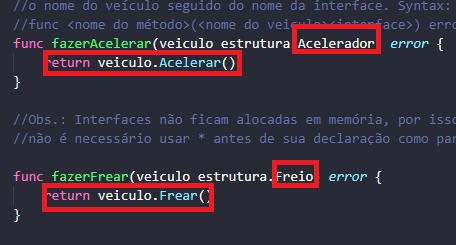 //o nome do veículo seguido do nome da interface. Syntax:
//func <nome do método>(<nome do veiculo><interface>) erro
func fazerAcelerar(veiculo estrutura.Acelerador) error {
return veiculo.Acelerar()
}
//Obs.: Interfaces não ficam alocadas em memória, por isso
//não é necessário usar * antes de sua declaração como par
func fazerFrear(veiculo estrutura.Freio) error {
return veiculo.Frear()
}